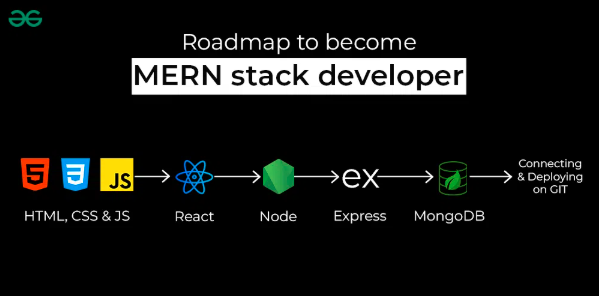 Roadmap to become
MERN stack developer
5
3
JS
ex
HTML, CSS & JS
React
Node
Express
MongoDB
Connecting
& Deploying
on GIT